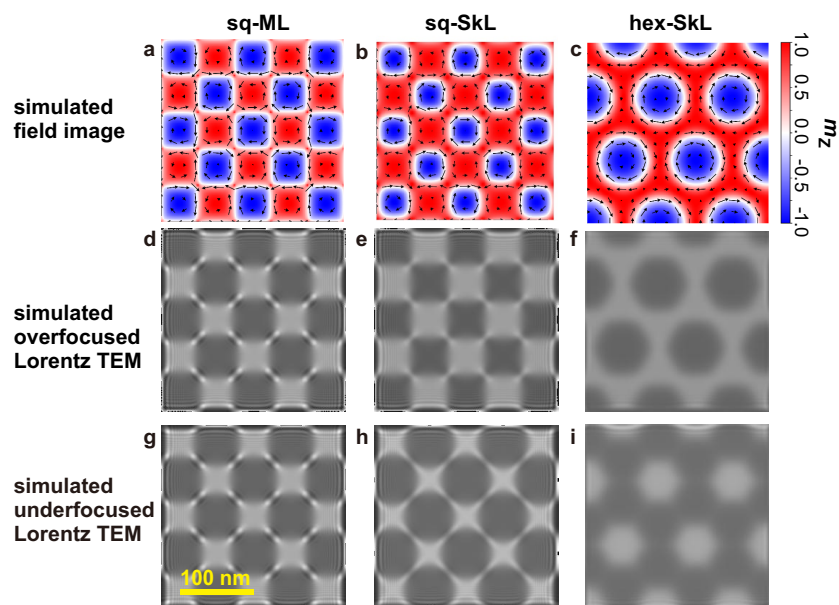 sq-ML
sq-SkL
hex-SkL
a
b
c
simulated
field image
1.0
0.5
0.0
-0.5
-1.0
mz
d
e
f
simulated
overfocused
Lorentz TEM
g
h
i
simulated
underfocused
Lorentz TEM
100 nm